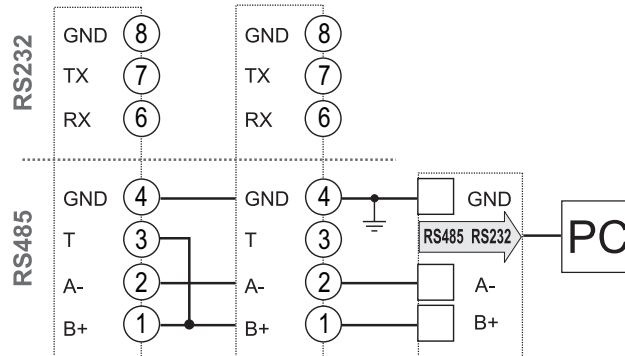 RS232
GND 8 GND 8
TX 7 TX 7
RX 6 RX 6
RS485
GND 4 GND 4 GND
T 3 T 3 RS485 RS232 PC
A- 2 A- 2 A-
B+ 1 B+ 1 B+